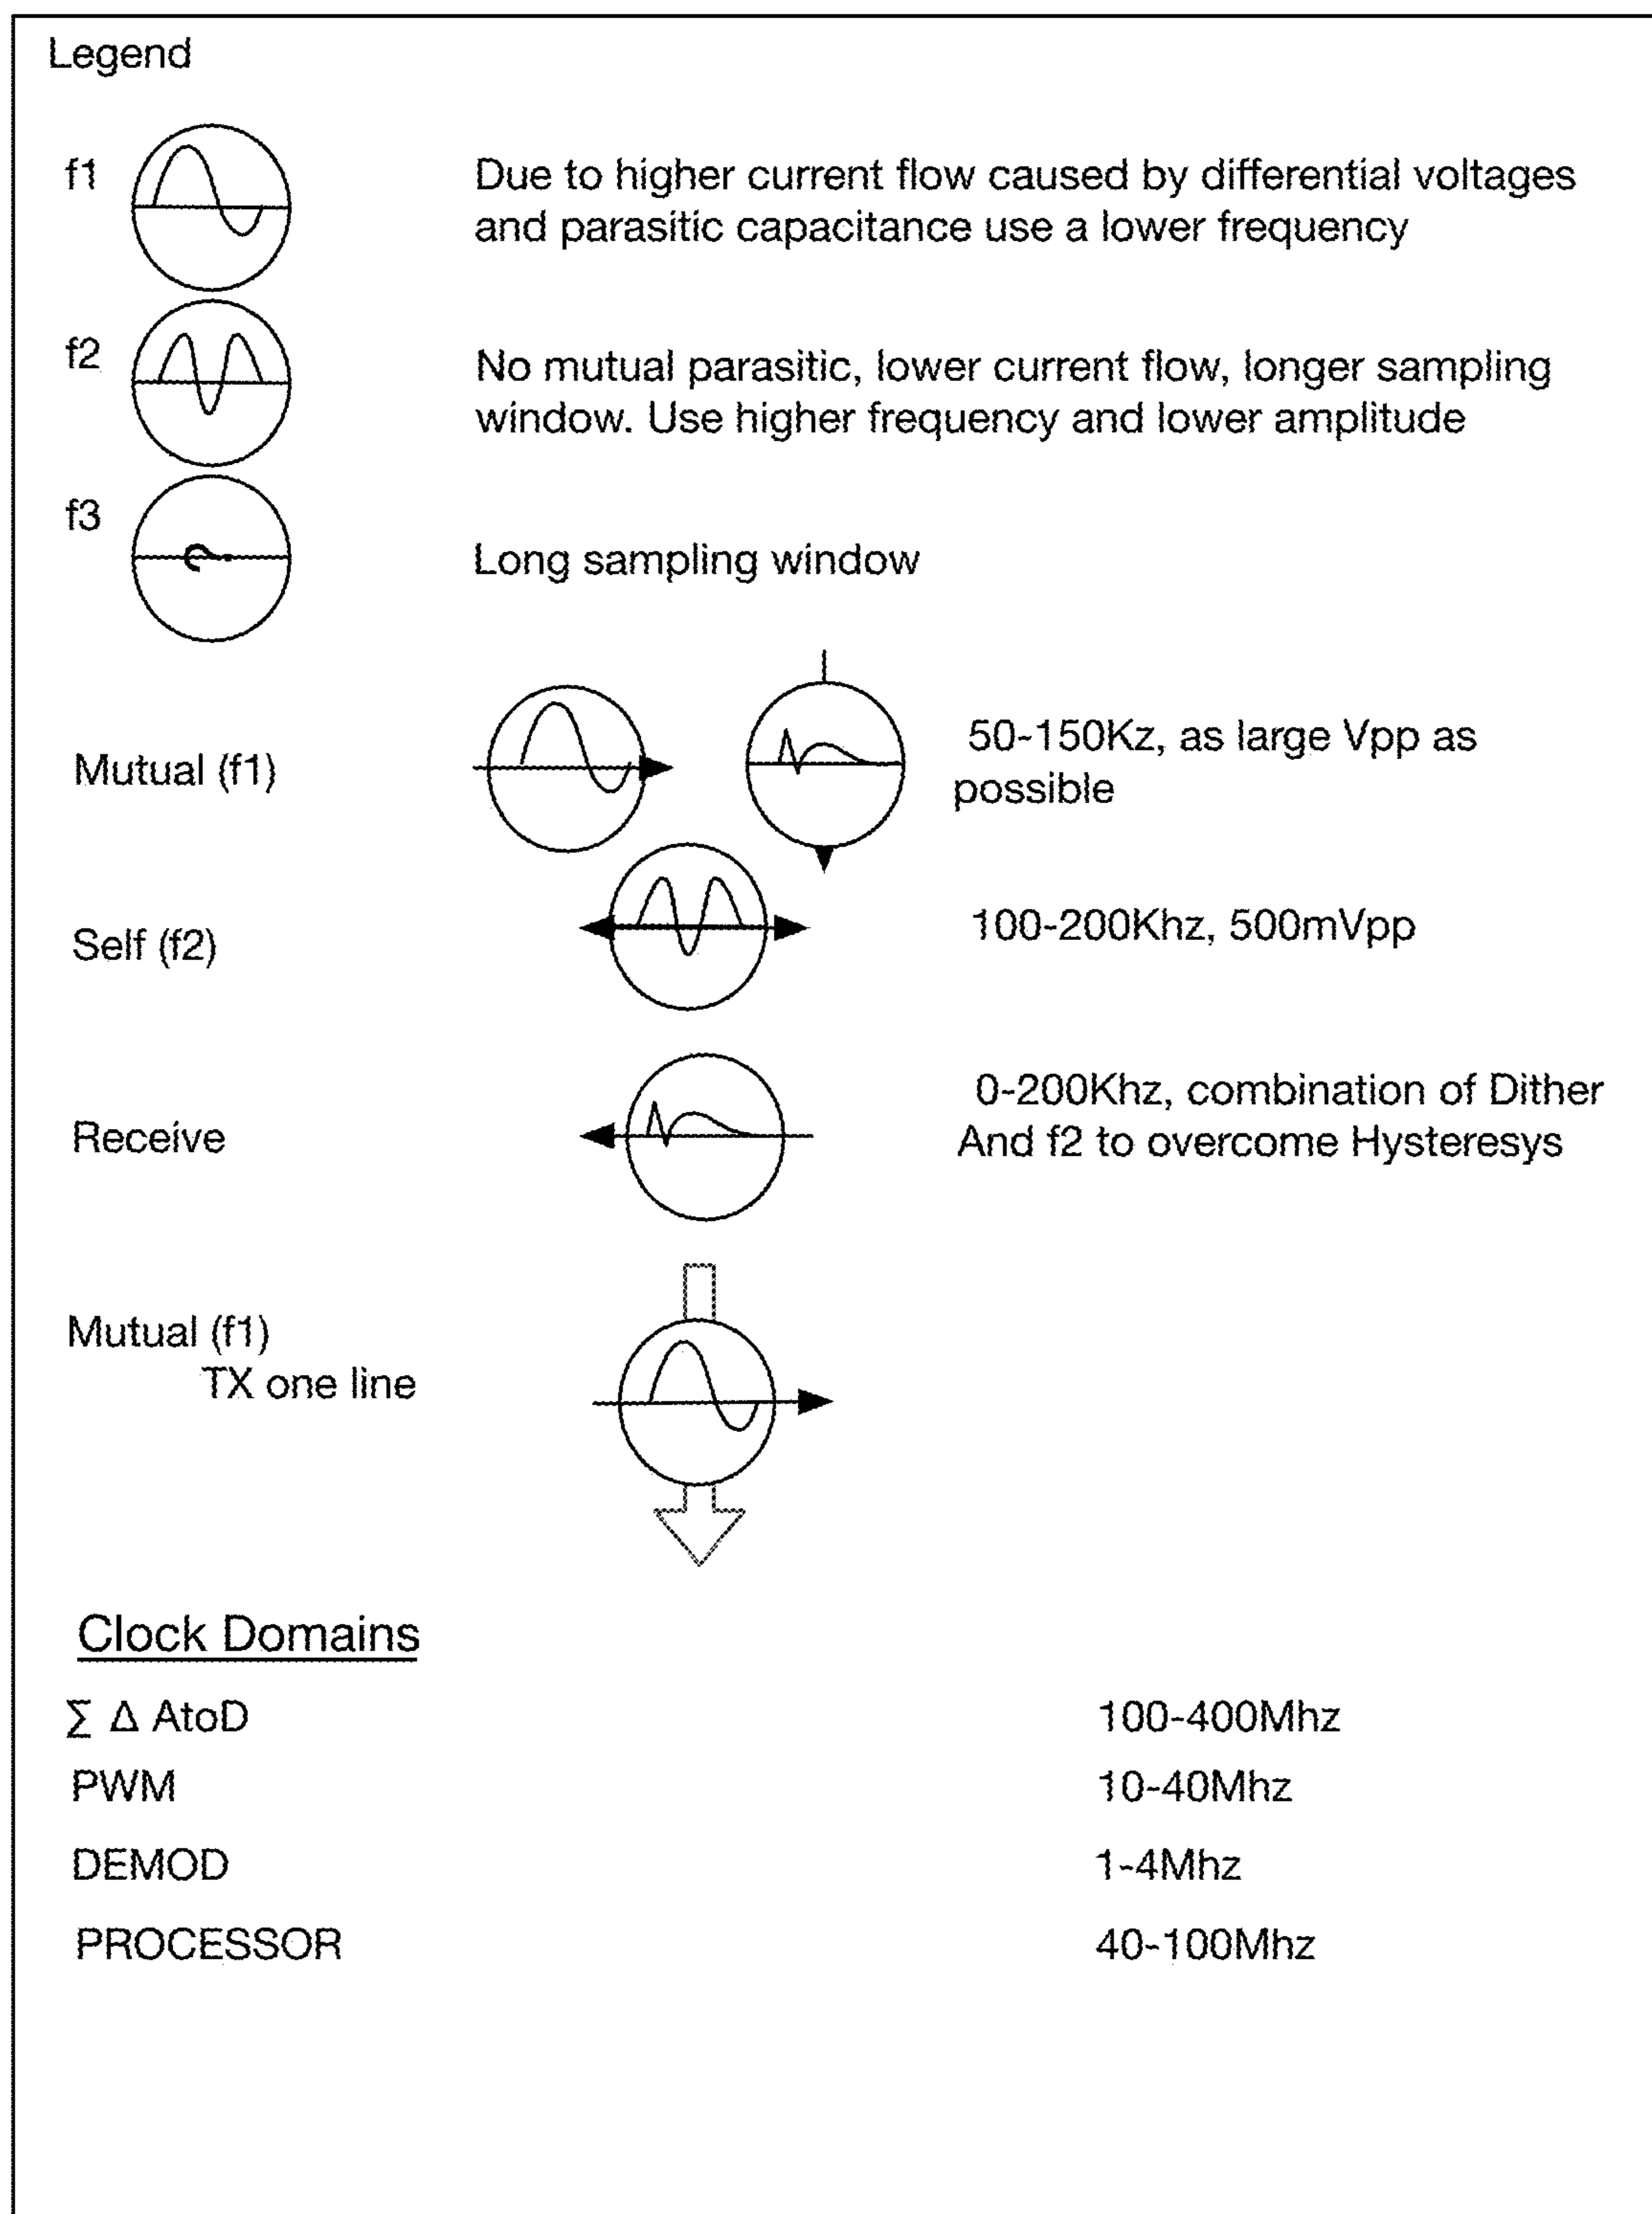 Legend
f1
Due to higher current flow caused by differential voltages
and parasitic capacitance use a lower frequency
f2
No mutual parasitic, lower current flow, longer sampling
window. Use higher frequency and lower amplitude
f3
Long sampling window
Mutual (f1)
50-150Kz, as large Vpp as
possible
Self (f2)
100-200Khz, 500mVpp
Receive
0-200Khz, combination of Dither
And f2 to overcome Hysteresys
Mutual (f1)
TX one line
Clock Domains
∑ Δ AtoD 100-400Mhz
PWM 10-40Mhz
DEMOD 1-4Mhz
PROCESSOR 40-100Mhz